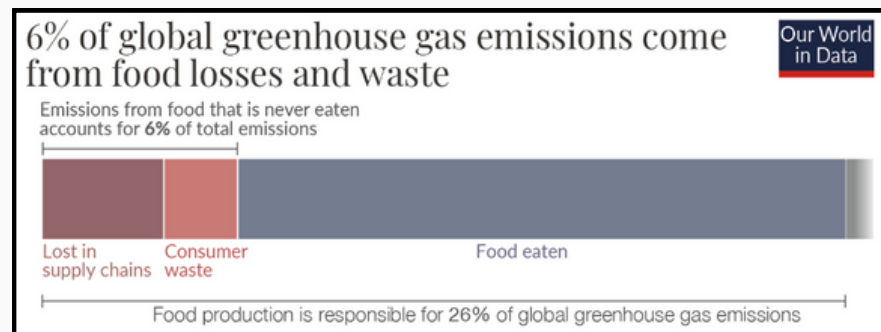 6% of global greenhouse gas emissions come
from food losses and waste
Our World
in Data
Emissions from food that is never eaten
accounts for 6% of total emissions
Lost in
supply chains
Consumer
waste
Food eaten
Food production is responsible for 26% of global greenhouse gas emissions